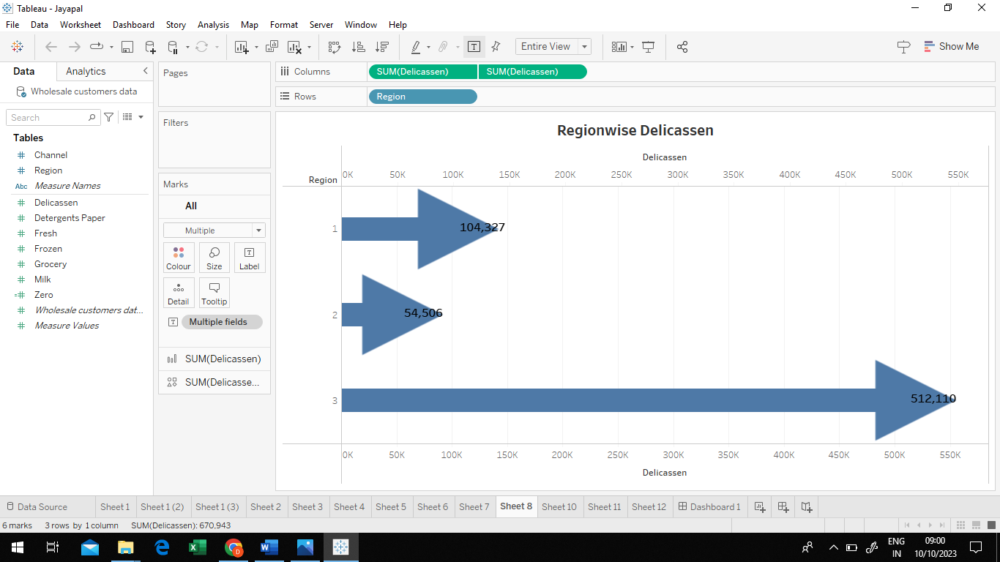 Tableau - Jayapal
File Data Worksheet Dashboard Story Analysis Map Format Server Window Help
Entire View
Show Me
Data Analytics
Wholesale customers data
Search
Tables
Channel
Region
Abc Measure Names
Delicassen
Detergents Paper
Fresh
Frozen
Grocery
Milk
Zero
Wholesale customers dat...
Measure Values
Pages
Filters
Marks
All
Multiple
Colour Size T Label
Detail Tooltip
T Multiple fields
SUM(Delicassen)
SUM(Delicasse...
Columns SUM(Delicassen) SUM(Delicassen)
Rows Region
Regionwise Delicassen
Delicassen
Region 0K 50K 100K 150K 200K 250K 300K 350K 400K 450K 500K 550K
1 104,327
2 54,506
3 512,110
0K 50K 100K 150K 200K 250K 300K 350K 400K 450K 500K 550K
Delicassen
Data Source Sheet 1 Sheet 1 (2) Sheet 1 (3) Sheet 2 Sheet 3 Sheet 4 Sheet 5 Sheet 6 Sheet 7 Sheet 8 Sheet 10 Sheet 11 Sheet 12 Dashboard 1
6 marks 3 rows by 1 column SUM(Delicassen): 670,943
ENG 09:00
IN 10/10/2023